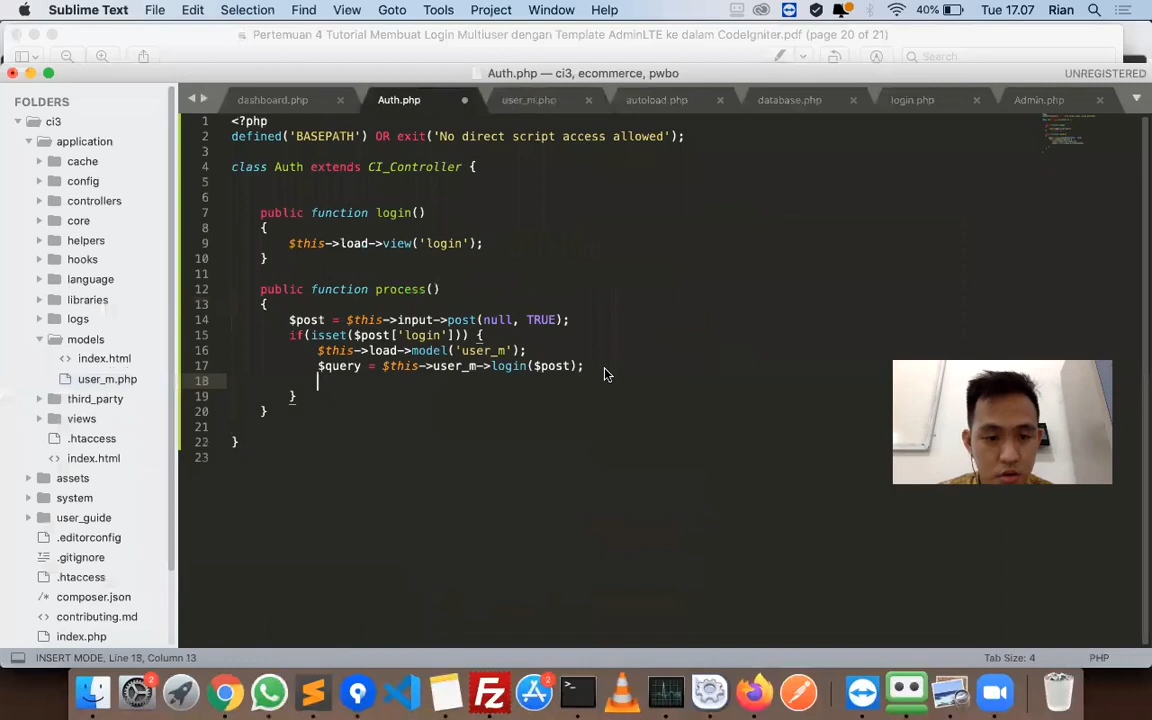 Sublime Text File Edit Selection Find View Goto Tools Project Window Help 40% Tue 17.07 Rian
Pertemuan 4 Tutorial Membuat Login Multiuser dengan Template AdminLTE ke dalam CodeIgniter.pdf (page 20 of 21)
Search
Auth.php — ci3, ecommerce, pwbo
UNREGISTERED
FOLDERS
ci3
application
cache
config
controllers
core
helpers
hooks
language
libraries
logs
models
index.html
user_m.php
third_party
views
.htaccess
index.html
assets
system
user_guide
.editorconfig
.gitignore
.htaccess
composer.json
contributing.md
index.php
dashboard.php Auth.php user_m.php autoload.php database.php login.php Admin.php
1 <?php
2 defined('BASEPATH') OR exit('No direct script access allowed');
3
4 class Auth extends CI_Controller {
5
6
7 public function login()
8 {
9 $this->load->view('login');
10 }
11
12 public function process()
13 {
14 $post = $this->input->post(null, TRUE);
15 if(isset($post['login'])) {
16 $this->load->model('user_m');
17 $query = $this->user_m->login($post);
18
19 }
20 }
21
22 }
23
INSERT MODE, Line 18, Column 13
Tab Size: 4 PHP
2
2